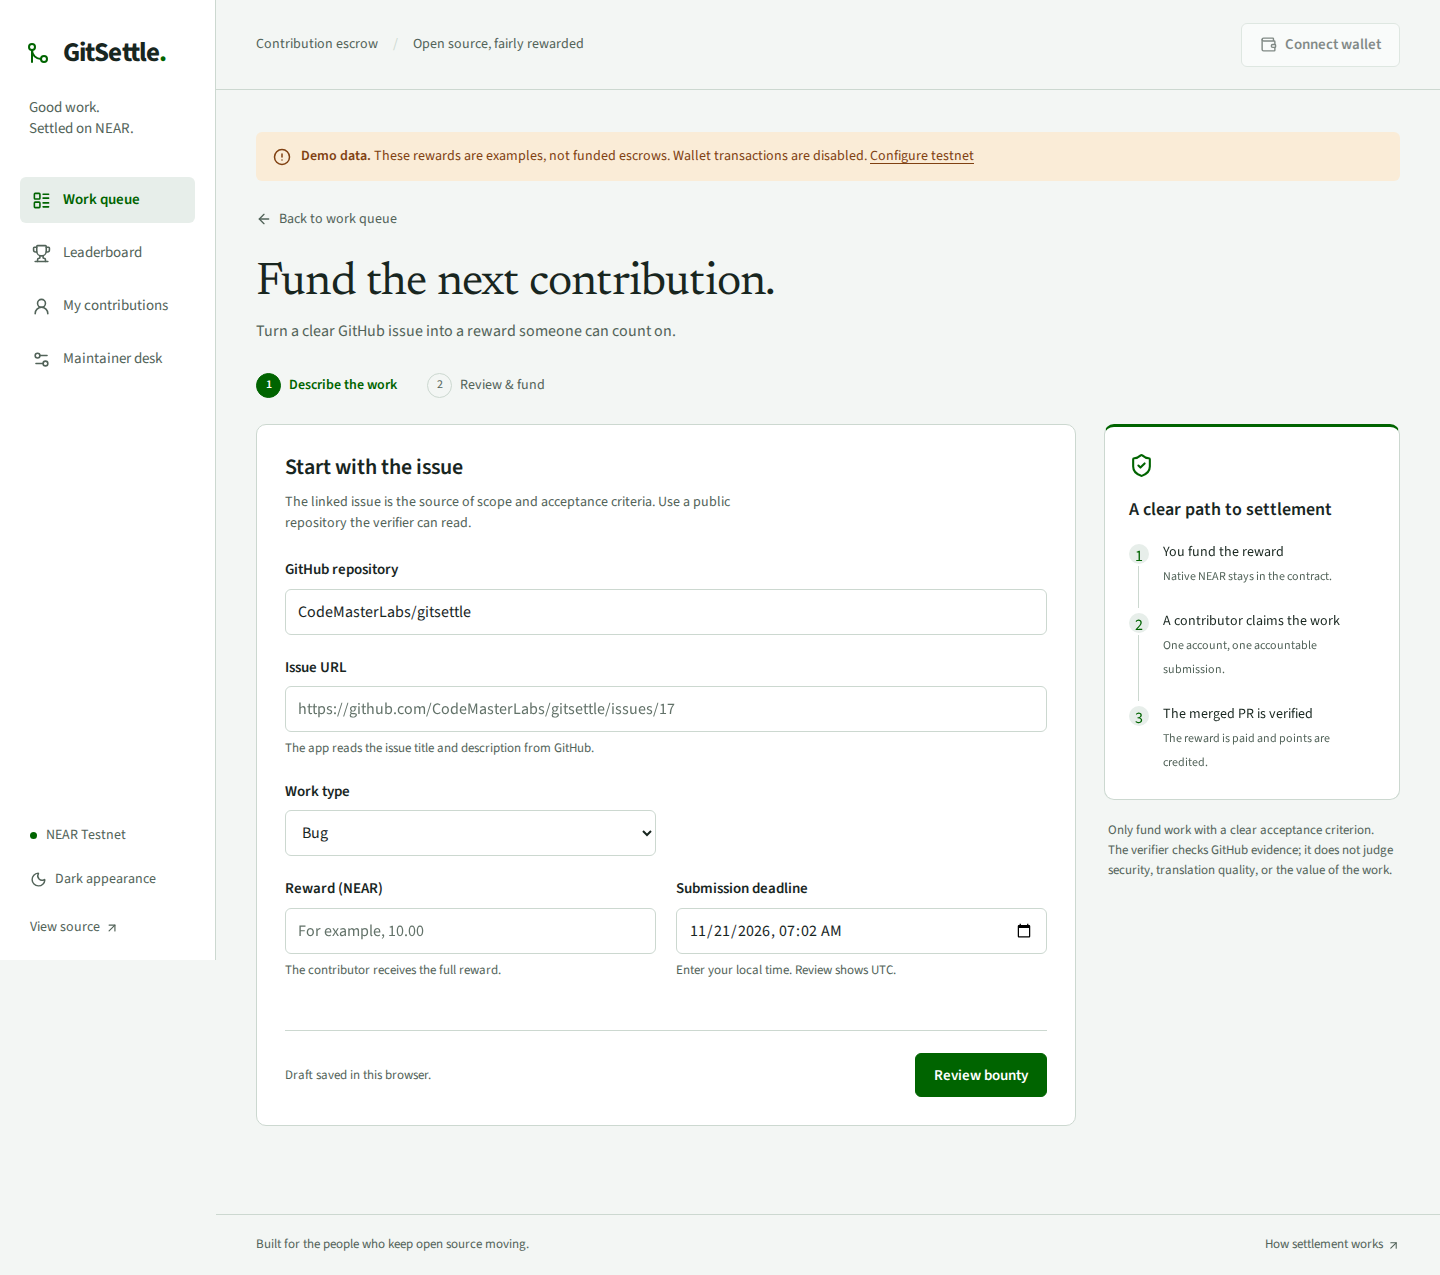 GitSettle.
Good work.
Settled on NEAR.
Work queue
Leaderboard
My contributions
Maintainer desk
NEAR Testnet
Dark appearance
View source
Contribution escrow / Open source, fairly rewarded
Connect wallet
Demo data. These rewards are examples, not funded escrows. Wallet transactions are disabled. Configure testnet
Back to work queue
Fund the next contribution.
Turn a clear GitHub issue into a reward someone can count on.
1 Describe the work
2 Review & fund
Start with the issue
The linked issue is the source of scope and acceptance criteria. Use a public
repository the verifier can read.
GitHub repository
CodeMasterLabs/gitsettle
Issue URL
https://github.com/CodeMasterLabs/gitsettle/issues/17
The app reads the issue title and description from GitHub.
Work type
Bug
Reward (NEAR)
For example, 10.00
The contributor receives the full reward.
Submission deadline
11/21/2026, 07:02 AM
Enter your local time. Review shows UTC.
Draft saved in this browser.
Review bounty
A clear path to settlement
1 You fund the reward
Native NEAR stays in the contract.
2 A contributor claims the work
One account, one accountable
submission.
3 The merged PR is verified
The reward is paid and points are
credited.
Only fund work with a clear acceptance criterion.
The verifier checks GitHub evidence; it does not judge
security, translation quality, or the value of the work.
Built for the people who keep open source moving.
How settlement works